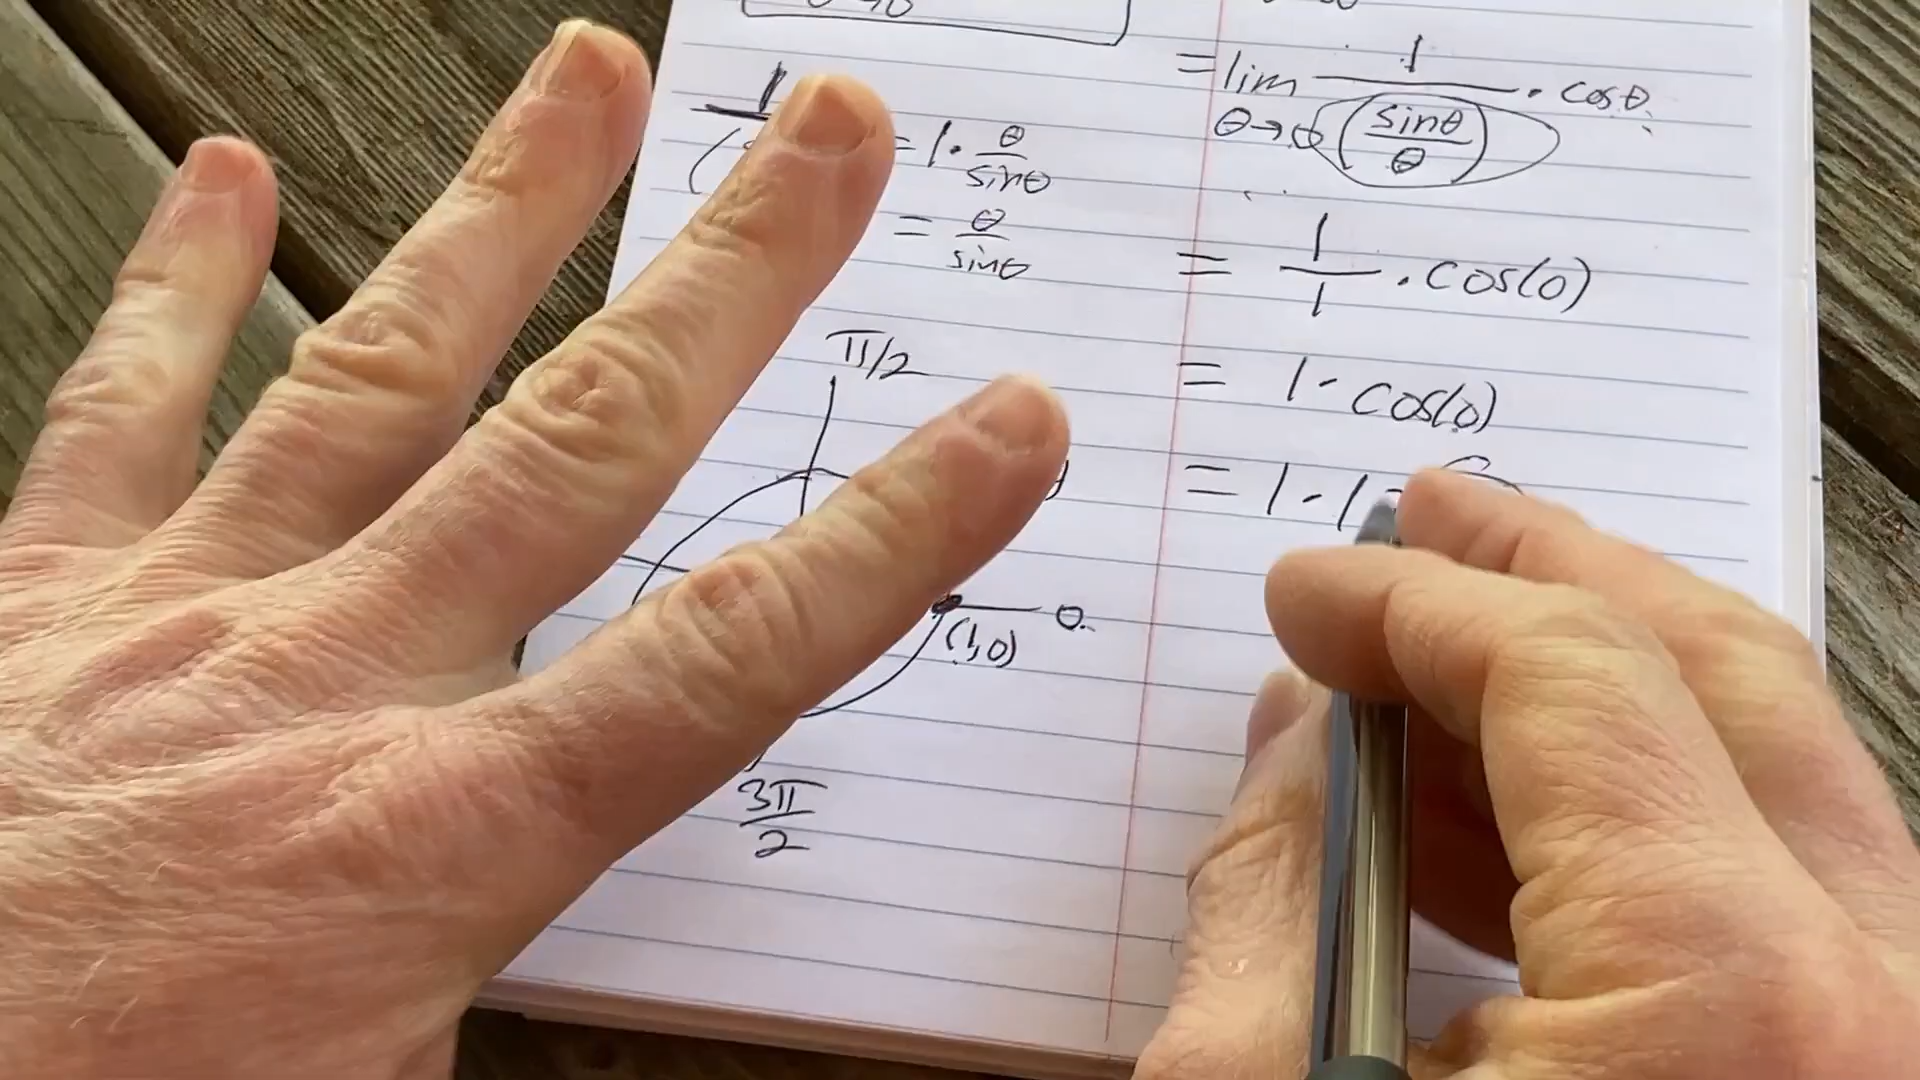 1
= 1 · θ/sinθ
= θ/sinθ
π/2
θ.
(1,0)
3π/2
= lim θ→0 1/(sinθ/θ) · cosθ
= 1/1 · cos(0)
= 1 · cos(0)
= 1 · 1 =